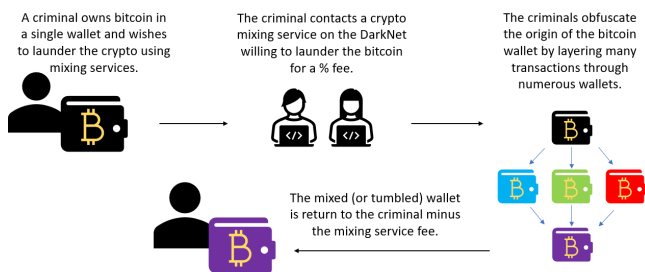 A criminal owns bitcoin in
a single wallet and wishes
to launder the crypto using
mixing services.
The criminal contacts a crypto
mixing service on the DarkNet
willing to launder the bitcoin
for a % fee.
The criminals obfuscate
the origin of the bitcoin
wallet by layering many
transactions through
numerous wallets.
The mixed (or tumbled) wallet
is return to the criminal minus
the mixing service fee.